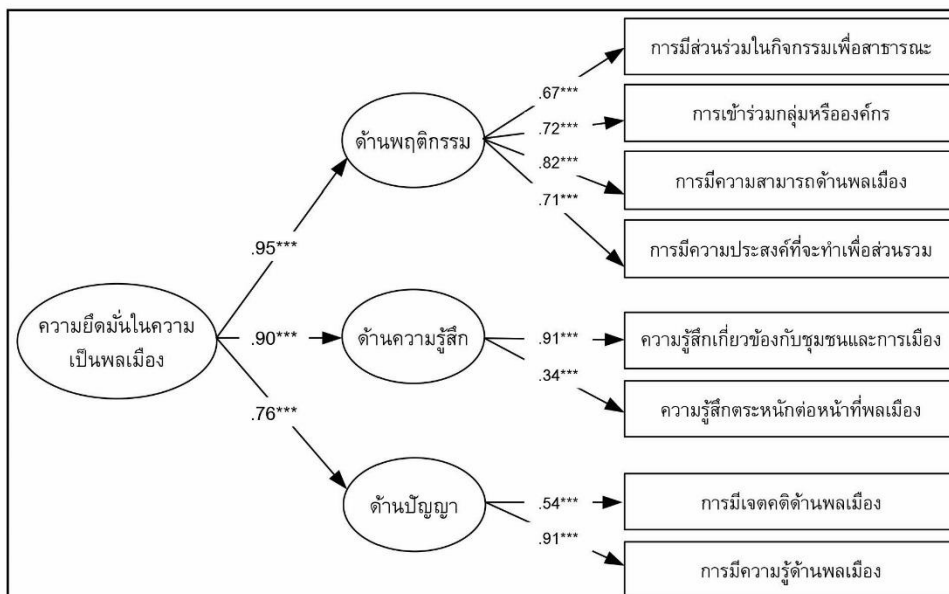 การมีส่วนร่วมในกิจกรรมเพื่อสาธารณะ
.67***
การเข้าร่วมกลุ่มหรือองค์กร
.72***
ด้านพฤติกรรม
.82***
การมีความสามารถด้านพลเมือง
.71***
การมีความประสงค์ที่จะทำเพื่อส่วนรวม
.95***
ความยึดมั่นในความ
เป็นพลเมือง
.90***
ด้านความรู้สึก
.91***
ความรู้สึกเกี่ยวข้องกับชุมชนและการเมือง
.34***
ความรู้สึกตระหนักต่อหน้าที่พลเมือง
.76***
ด้านปัญญา
.54***
การมีเจตคติด้านพลเมือง
.91***
การมีความรู้ด้านพลเมือง